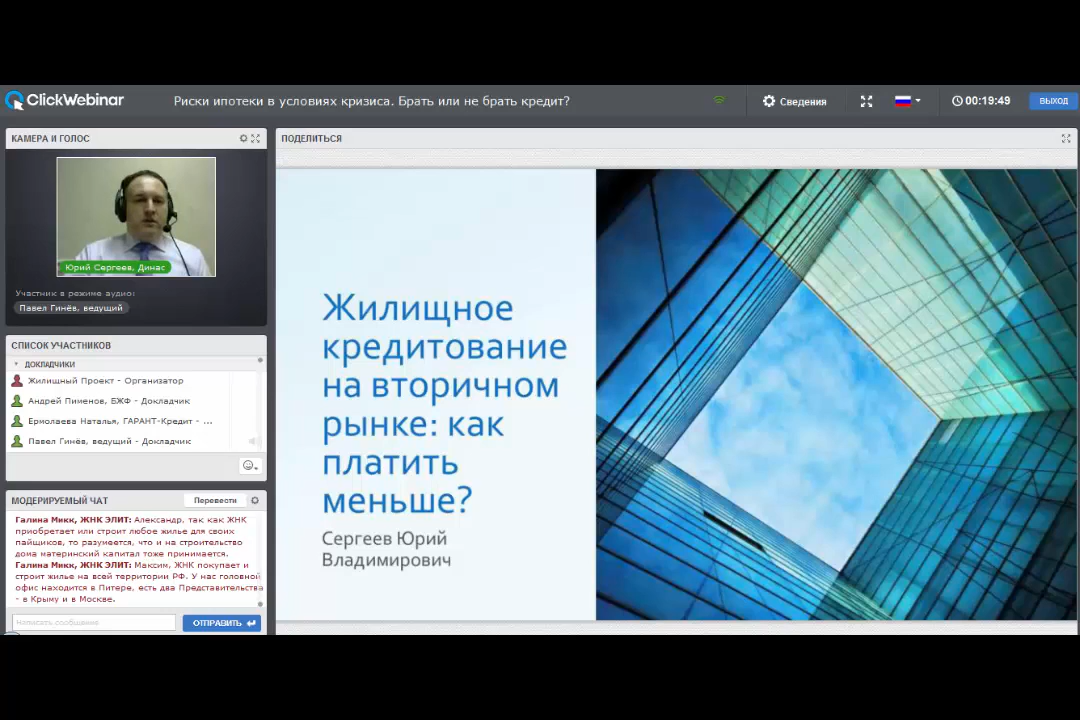 ClickWebinar
Риски ипотеки в условиях кризиса. Брать или не брать кредит?
Сведения
00:19:49
ВЫХОД
КАМЕРА И ГОЛОС
Юрий Сергеев, Динас
Участник в режиме аудио:
Павел Гинёв, ведущий
СПИСОК УЧАСТНИКОВ
ДОКЛАДЧИКИ
Жилищный Проект - Организатор
Андрей Пименов, БЖФ - Докладчик
Ермолаева Наталья, ГАРАНТ-Кредит - ...
Павел Гинёв, ведущий - Докладчик
МОДЕРИРУЕМЫЙ ЧАТ
Перевести
Галина Микк, ЖНК ЭЛИТ: Александр, так как ЖНК
приобретает или строит любое жилье для своих
пайщиков, то разумеется, что и на строительство
дома материнский капитал тоже принимается.
Галина Микк, ЖНК ЭЛИТ: Максим, ЖНК покупает и
строит жилье на всей территории РФ. У нас головной
офис находится в Питере, есть два Представительства
- в Крыму и в Москве.
Написать сообщение
ОТПРАВИТЬ
ПОДЕЛИТЬСЯ
Жилищное
кредитование
на вторичном
рынке: как
платить
меньше?
Сергеев Юрий
Владимирович